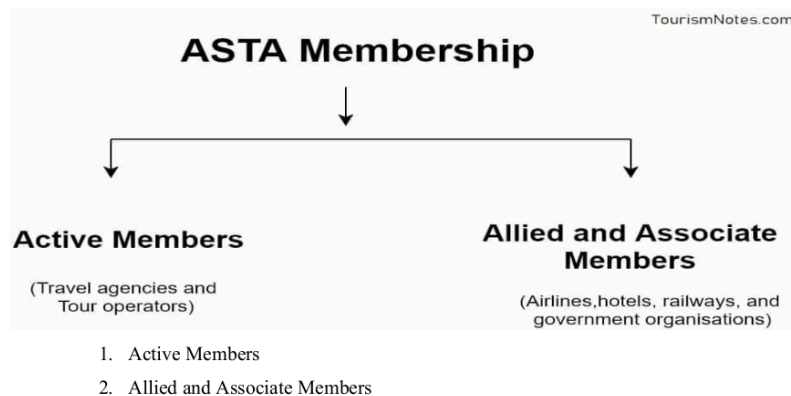 TourismNotes.com
ASTA Membership
Active Members
(Travel agencies and
Tour operators)
Allied and Associate
Members
(Airlines,hotels, railways, and
government organisations)
1. Active Members
2. Allied and Associate Members